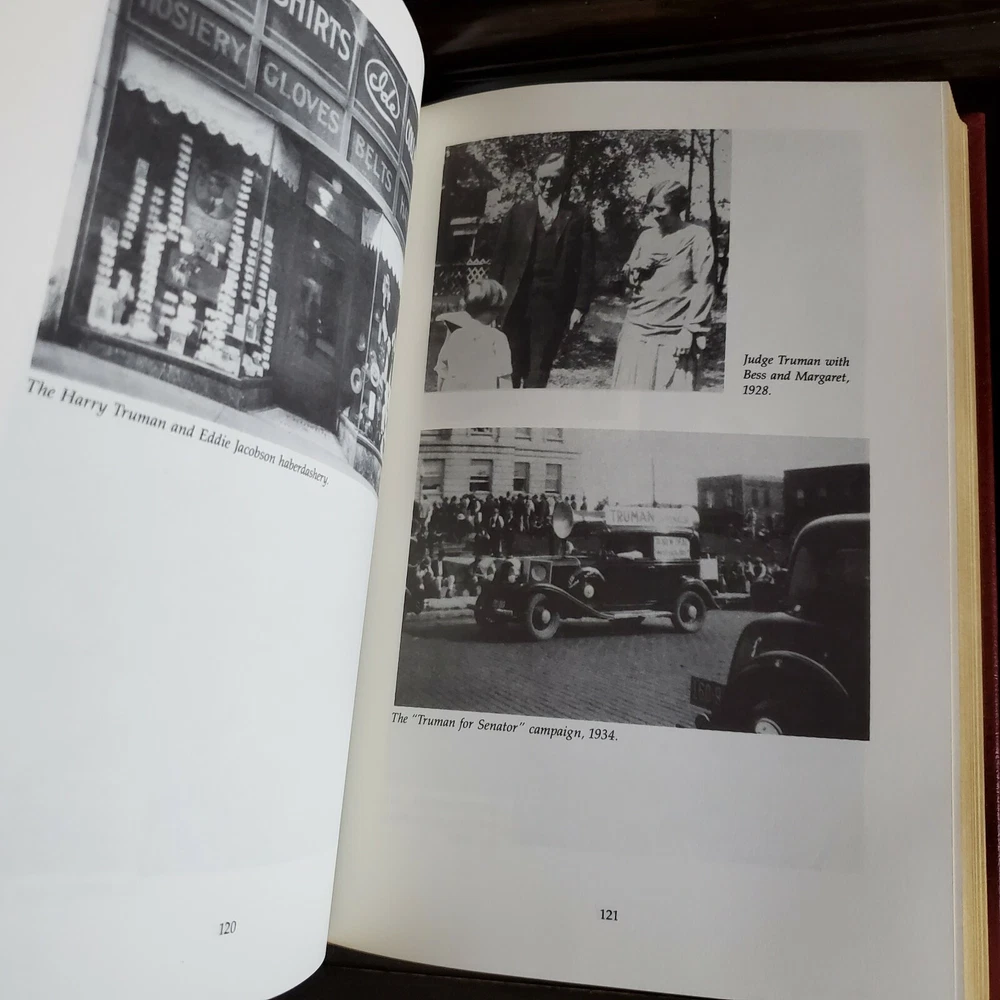 HOSIERY
SHIRTS
GLOVES
Ide
BELTS
The Harry Truman and Eddie Jacobson haberdashery.
120
Judge Truman with
Bess and Margaret,
1928.
TRUMAN
The "Truman for Senator" campaign, 1934.
121